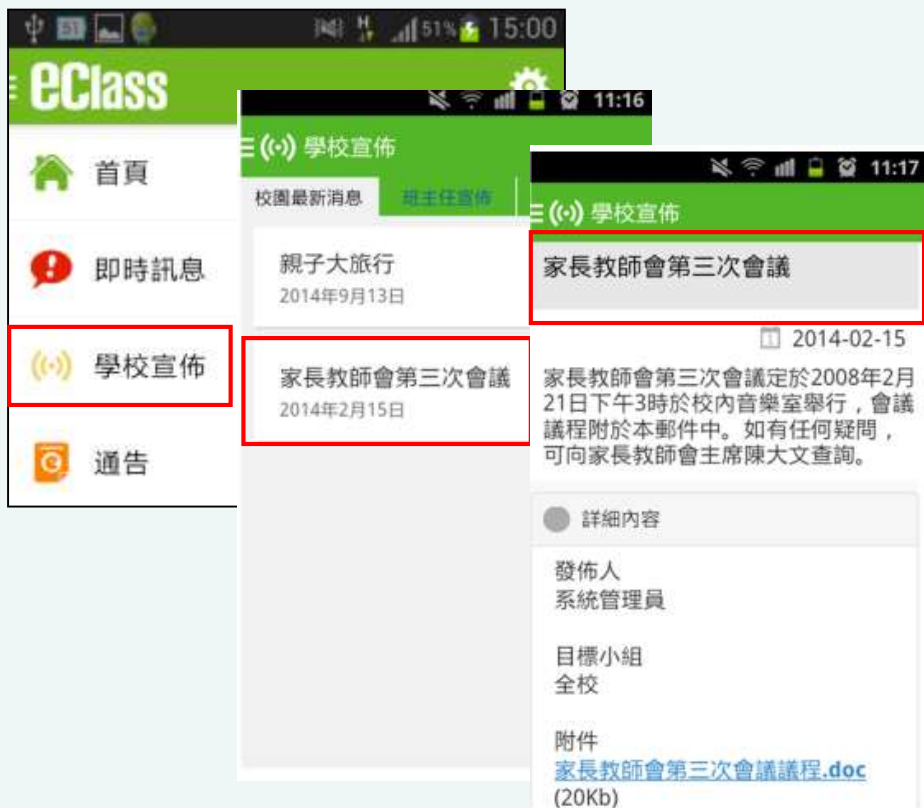 51
H
51%
15:00
eClass
首頁
即時訊息
學校宣佈
通告
11:16
學校宣佈
校園最新消息
班主任宣佈
親子大旅行
2014年9月13日
家長教師會第三次會議
2014年2月15日
11:17
學校宣佈
家長教師會第三次會議
2014-02-15
家長教師會第三次會議定於2008年2月
21日下午3時於校內音樂室舉行，會議
議程附於本郵件中。如有任何疑問，
可向家長教師會主席陳大文查詢。
詳細內容
發佈人
系統管理員
目標小組
全校
附件
家長教師會第三次會議議程.doc
(20Kb)